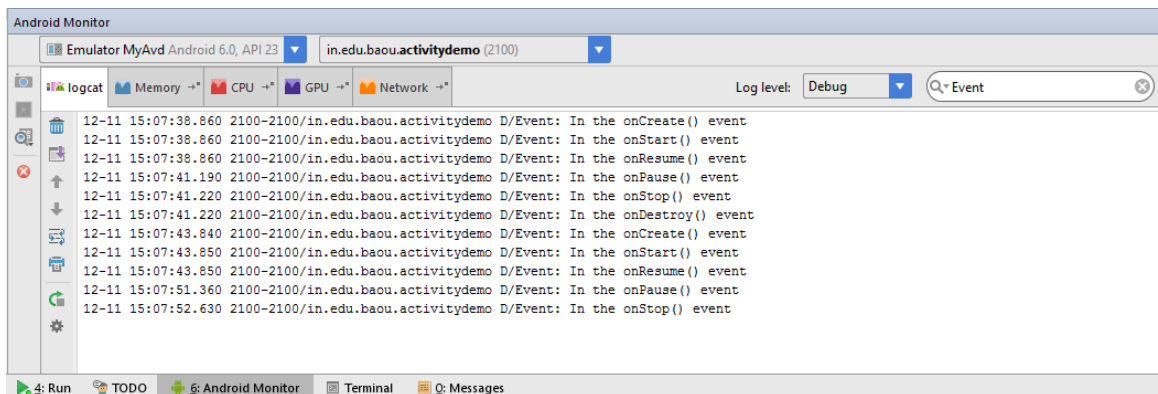 Android Monitor
Emulator MyAvd Android 6.0, API 23 in.edu.baou.activitydemo (2100)
logcat Memory CPU GPU Network Log level: Debug Event
12-11 15:07:38.860 2100-2100/in.edu.baou.activitydemo D/Event: In the onCreate() event
12-11 15:07:38.860 2100-2100/in.edu.baou.activitydemo D/Event: In the onStart() event
12-11 15:07:38.860 2100-2100/in.edu.baou.activitydemo D/Event: In the onResume() event
12-11 15:07:41.190 2100-2100/in.edu.baou.activitydemo D/Event: In the onPause() event
12-11 15:07:41.220 2100-2100/in.edu.baou.activitydemo D/Event: In the onStop() event
12-11 15:07:41.220 2100-2100/in.edu.baou.activitydemo D/Event: In the onDestroy() event
12-11 15:07:43.840 2100-2100/in.edu.baou.activitydemo D/Event: In the onCreate() event
12-11 15:07:43.850 2100-2100/in.edu.baou.activitydemo D/Event: In the onStart() event
12-11 15:07:43.850 2100-2100/in.edu.baou.activitydemo D/Event: In the onResume() event
12-11 15:07:51.360 2100-2100/in.edu.baou.activitydemo D/Event: In the onPause() event
12-11 15:07:52.630 2100-2100/in.edu.baou.activitydemo D/Event: In the onStop() event
4: Run TODO 6: Android Monitor Terminal 0: Messages